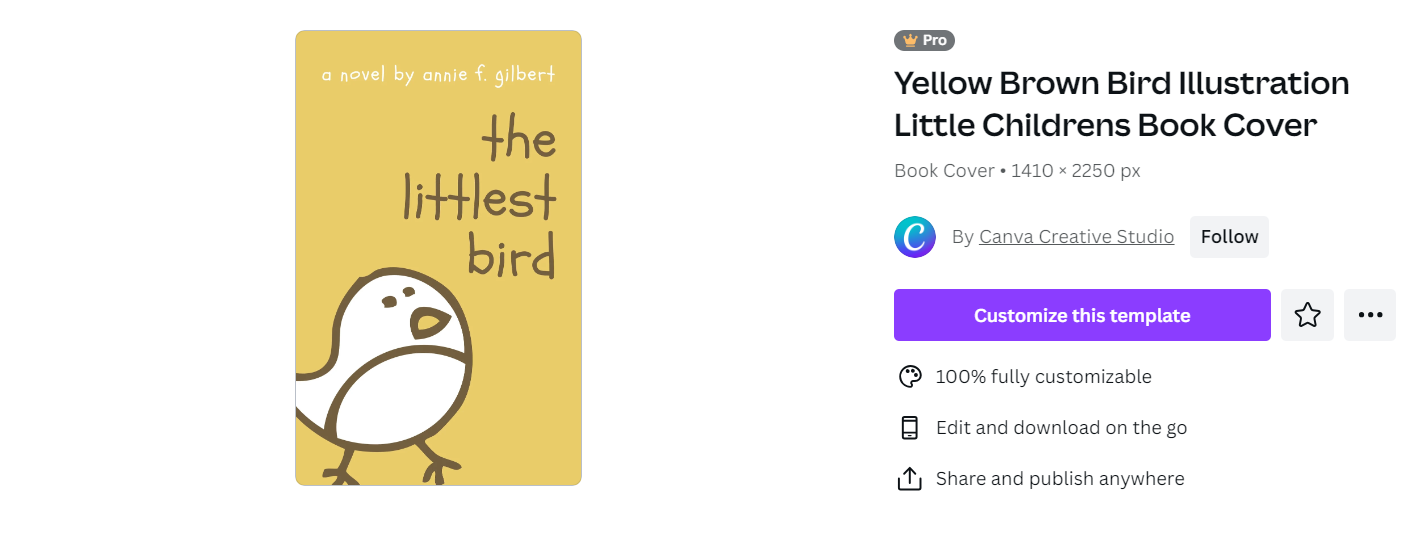 a novel by annie f. gilbert
the
littlest
bird
Pro
Yellow Brown Bird Illustration
Little Childrens Book Cover
Book Cover • 1410 × 2250 px
C
By Canva Creative Studio
Follow
Customize this template
100% fully customizable
Edit and download on the go
Share and publish anywhere